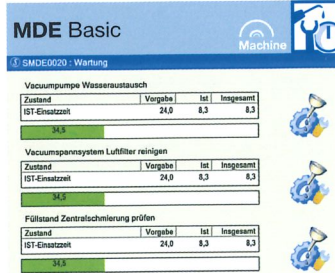 MDE Basic
Machine
SMDE0020 : Wartung
Vacuumpumpe Wasseraustausch
Zustand Vorgabe Ist Insgesamt
IST-Einsatzzeit 24,0 8,3 8,3
34,5
Vacuumspannsystem Luftfilter reinigen
Zustand Vorgabe Ist Insgesamt
IST-Einsatzzeit 24,0 8,3 8,3
34,5
Füllstand Zentralschmierung prüfen
Zustand Vorgabe Ist Insgesamt
IST-Einsatzzeit 24,0 8,3 8,3
34,5